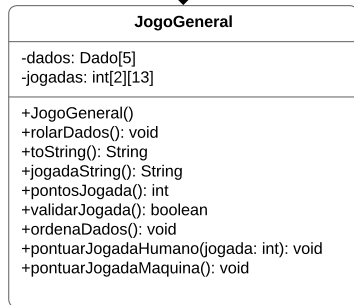 JogoGeneral
-dados: Dado[5]
-jogadas: int[2][13]
+JogoGeneral()
+rolarDados(): void
+toString(): String
+jogadaString(): String
+pontosJogada(): int
+validarJogada(): boolean
+ordenaDados(): void
+pontuarJogadaHumano(jogada: int): void
+pontuarJogadaMaquina(): void